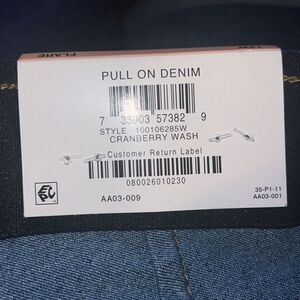 FLARE
PULL ON DENIM
7 33003 57382 9
STYLE 100106285W
CRANBERRY WASH
Customer Return Label
080026010230
AA03-009
35-P1-11
AA03-001